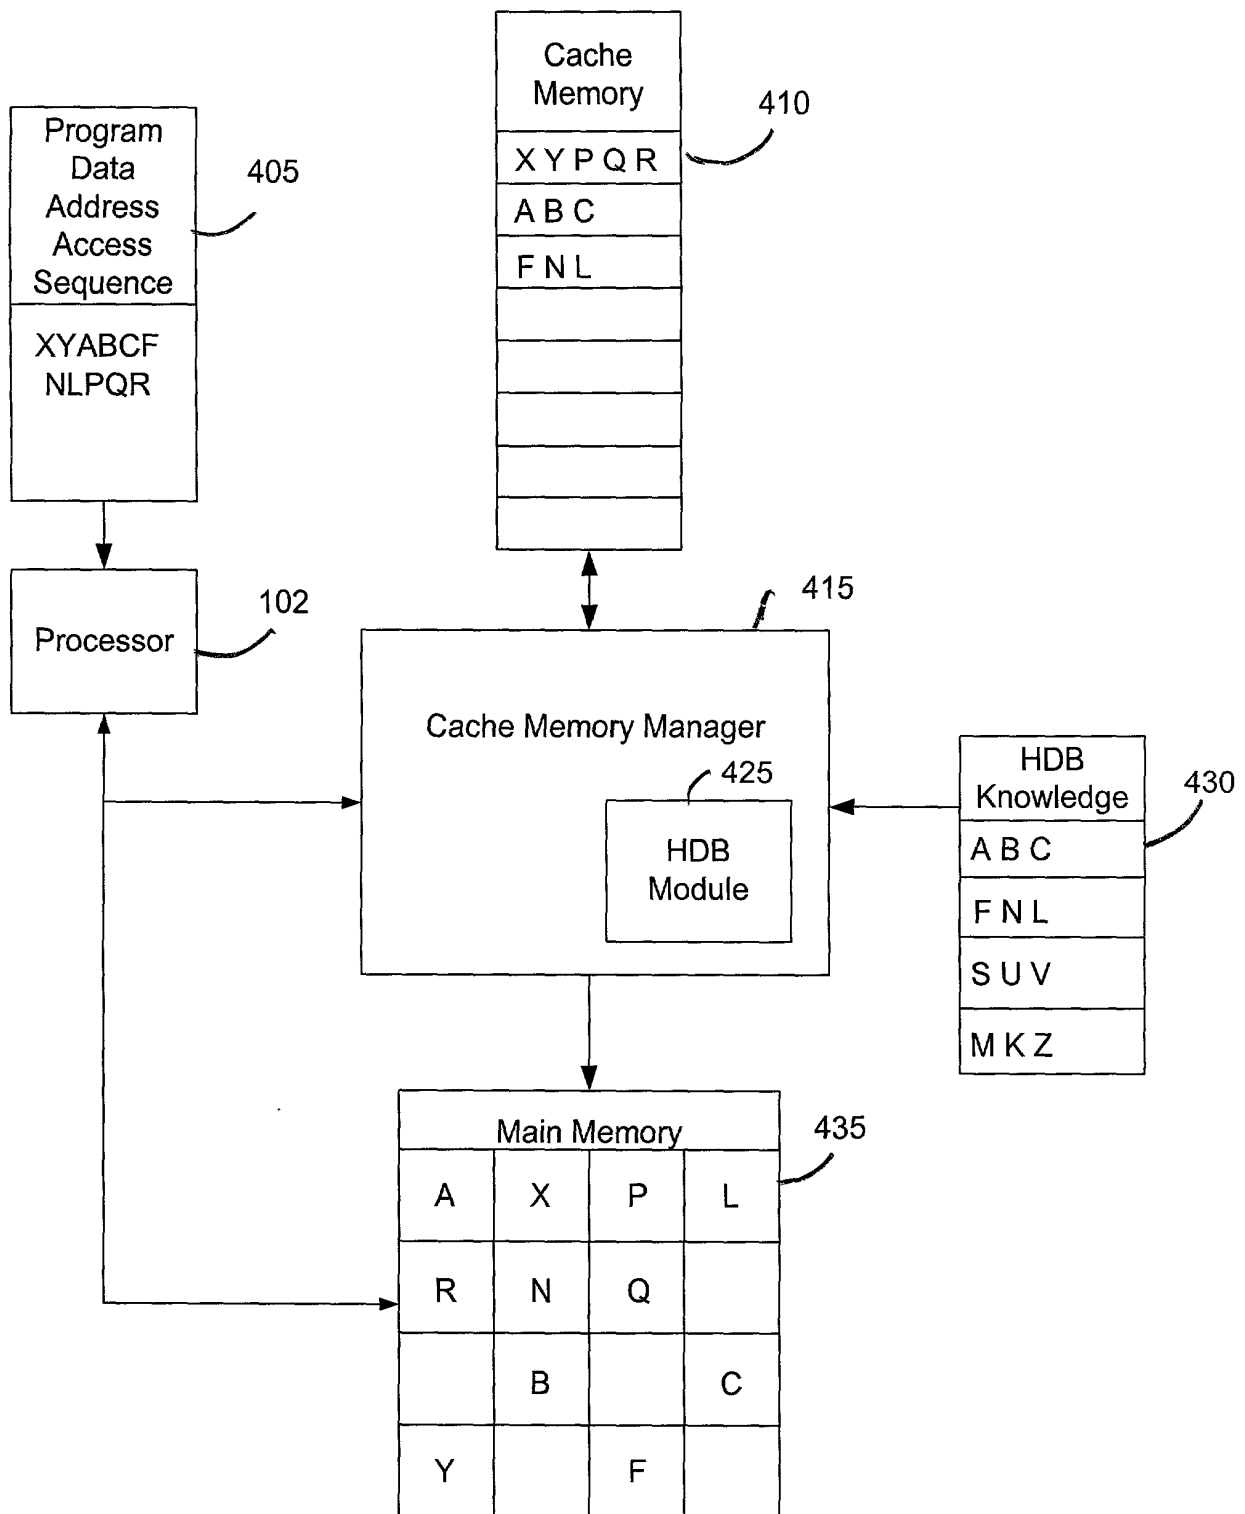 Cache
Memory
410
X Y P Q R
A B C
F N L
Program
Data
Address
Access
Sequence
405
XYABCF
NLPQR
Processor
102
415
Cache Memory Manager
425
HDB
Module
HDB
Knowledge
430
A B C
F N L
S U V
M K Z
Main Memory
435
A X P L
R N Q
B C
Y F